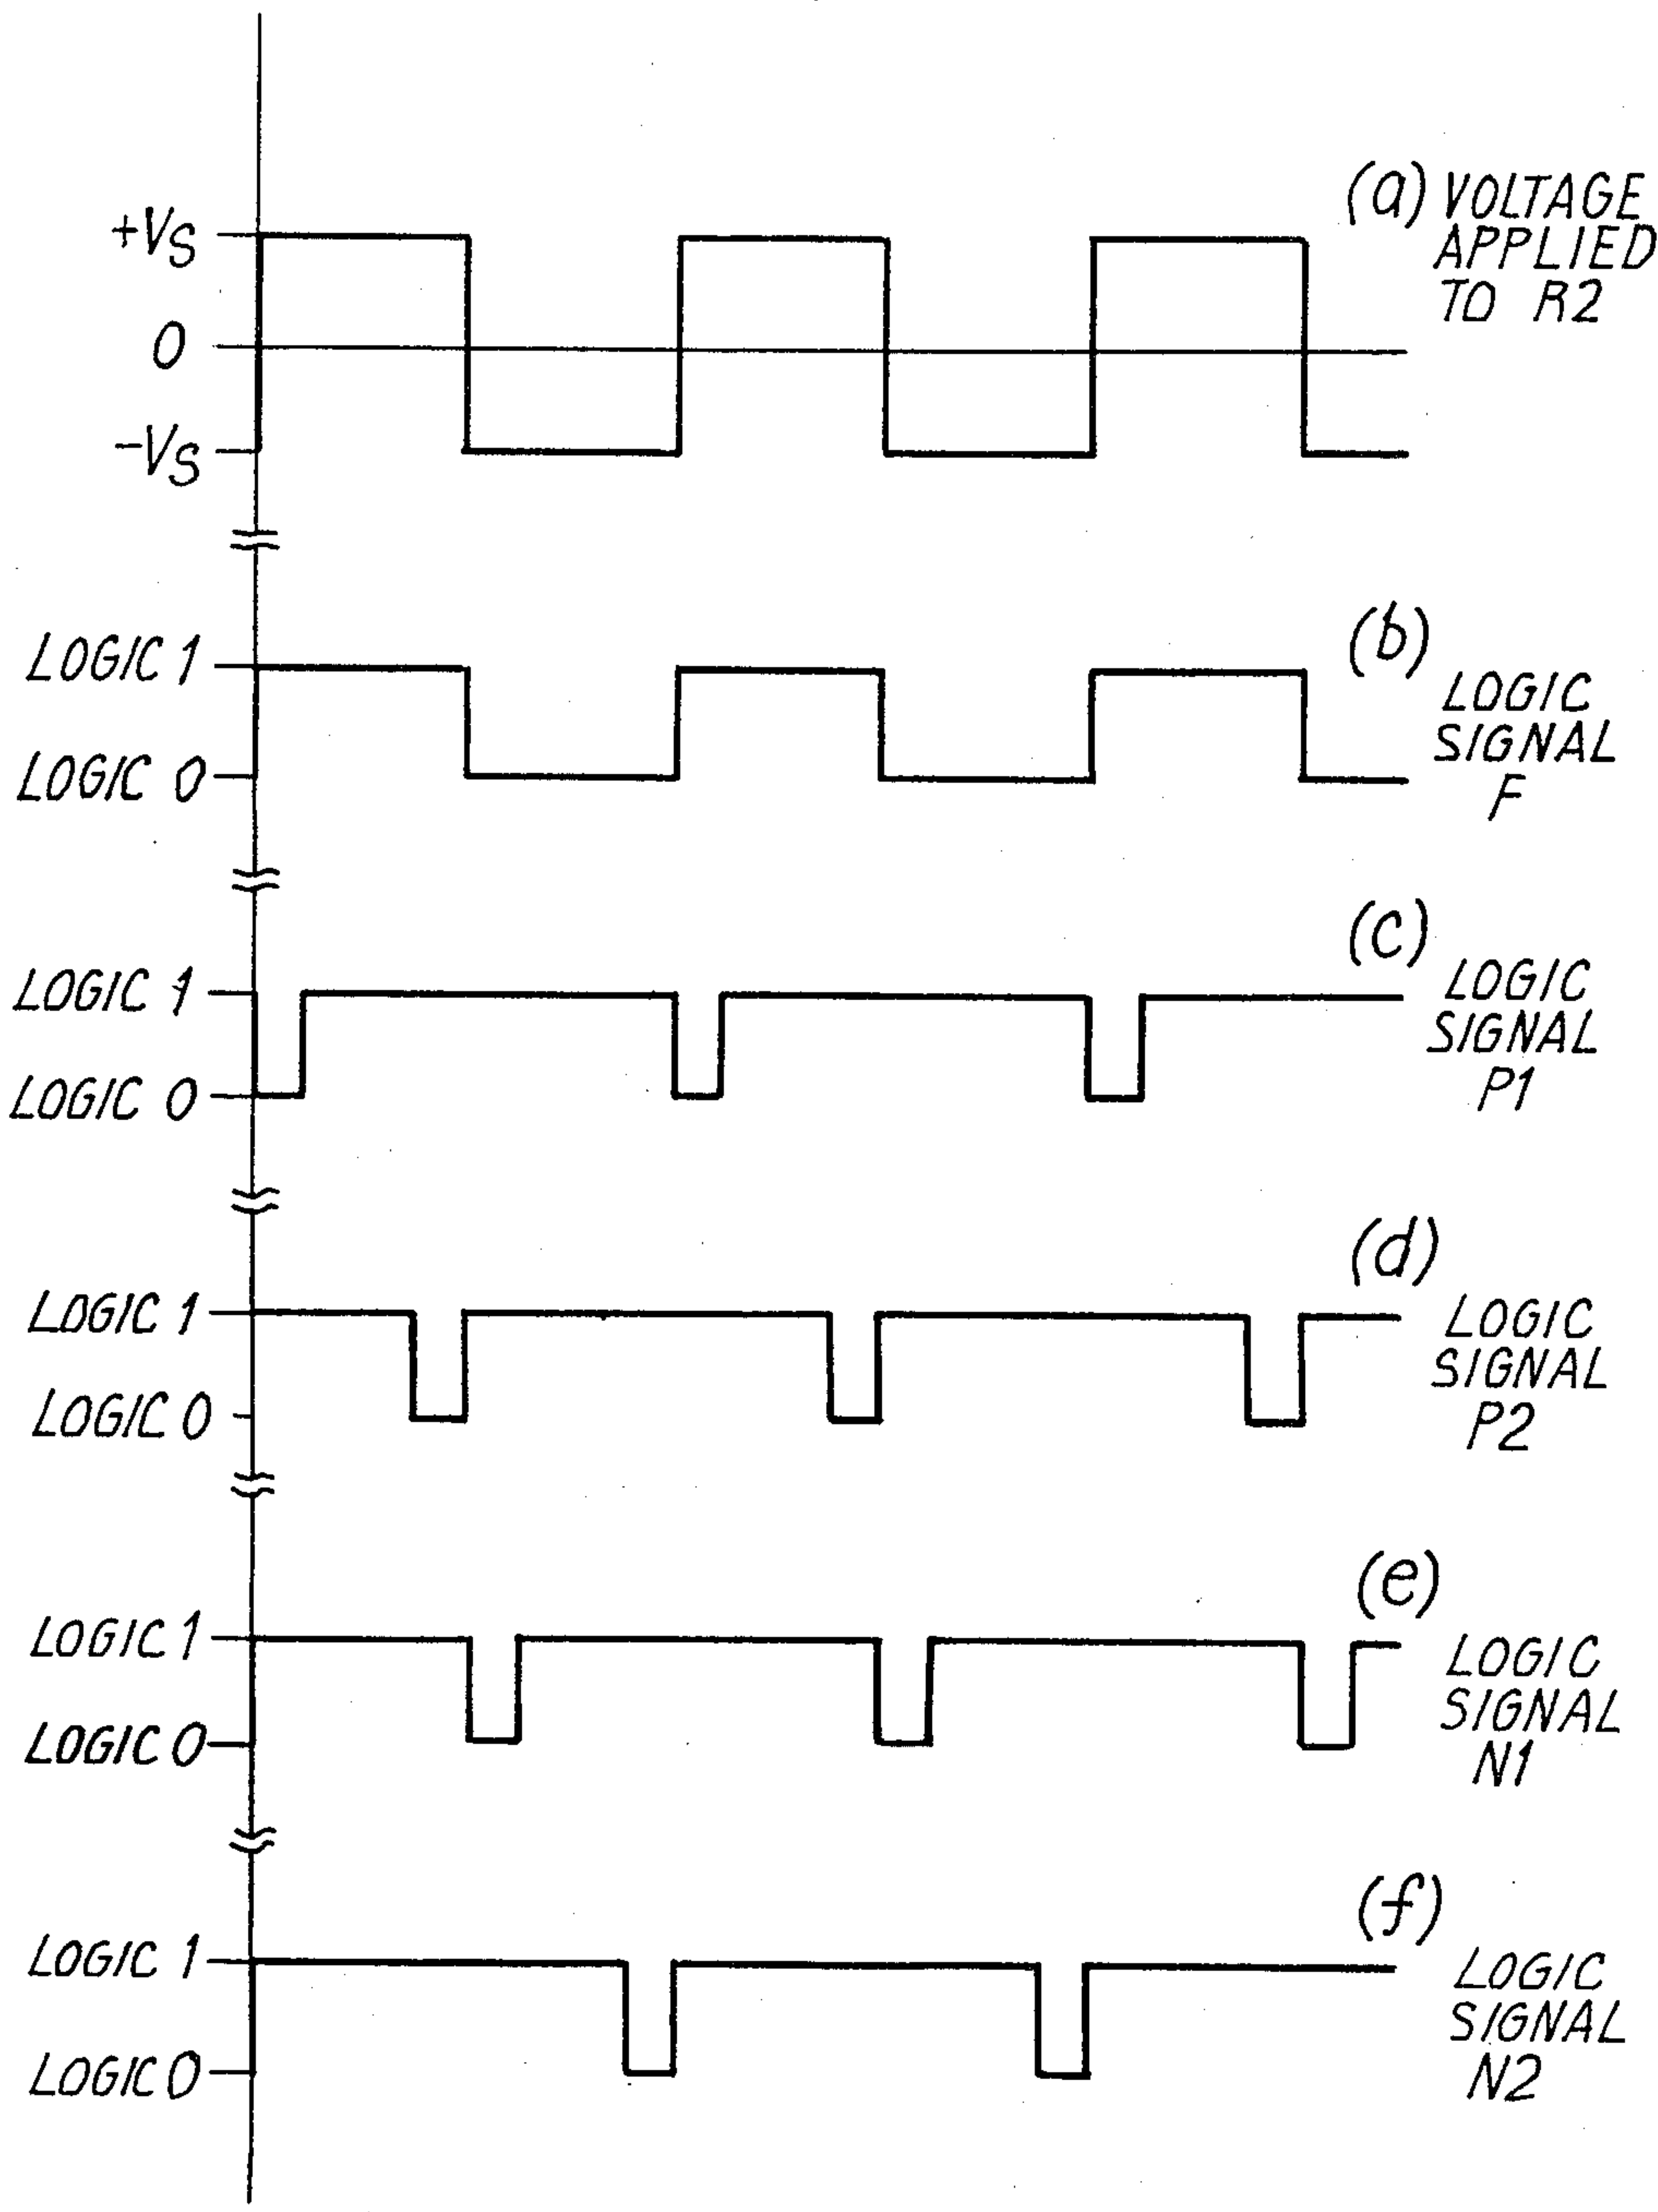 (a) VOLTAGE
APPLIED
TO R2
+VS
0
-VS
(b)
LOGIC 1
LOGIC
SIGNAL
F
LOGIC 0
(c)
LOGIC 1
LOGIC
SIGNAL
P1
LOGIC 0
(d)
LOGIC 1
LOGIC
SIGNAL
P2
LOGIC 0
(e)
LOGIC 1
LOGIC
SIGNAL
N1
LOGIC 0
(f)
LOGIC 1
LOGIC
SIGNAL
N2
LOGIC 0